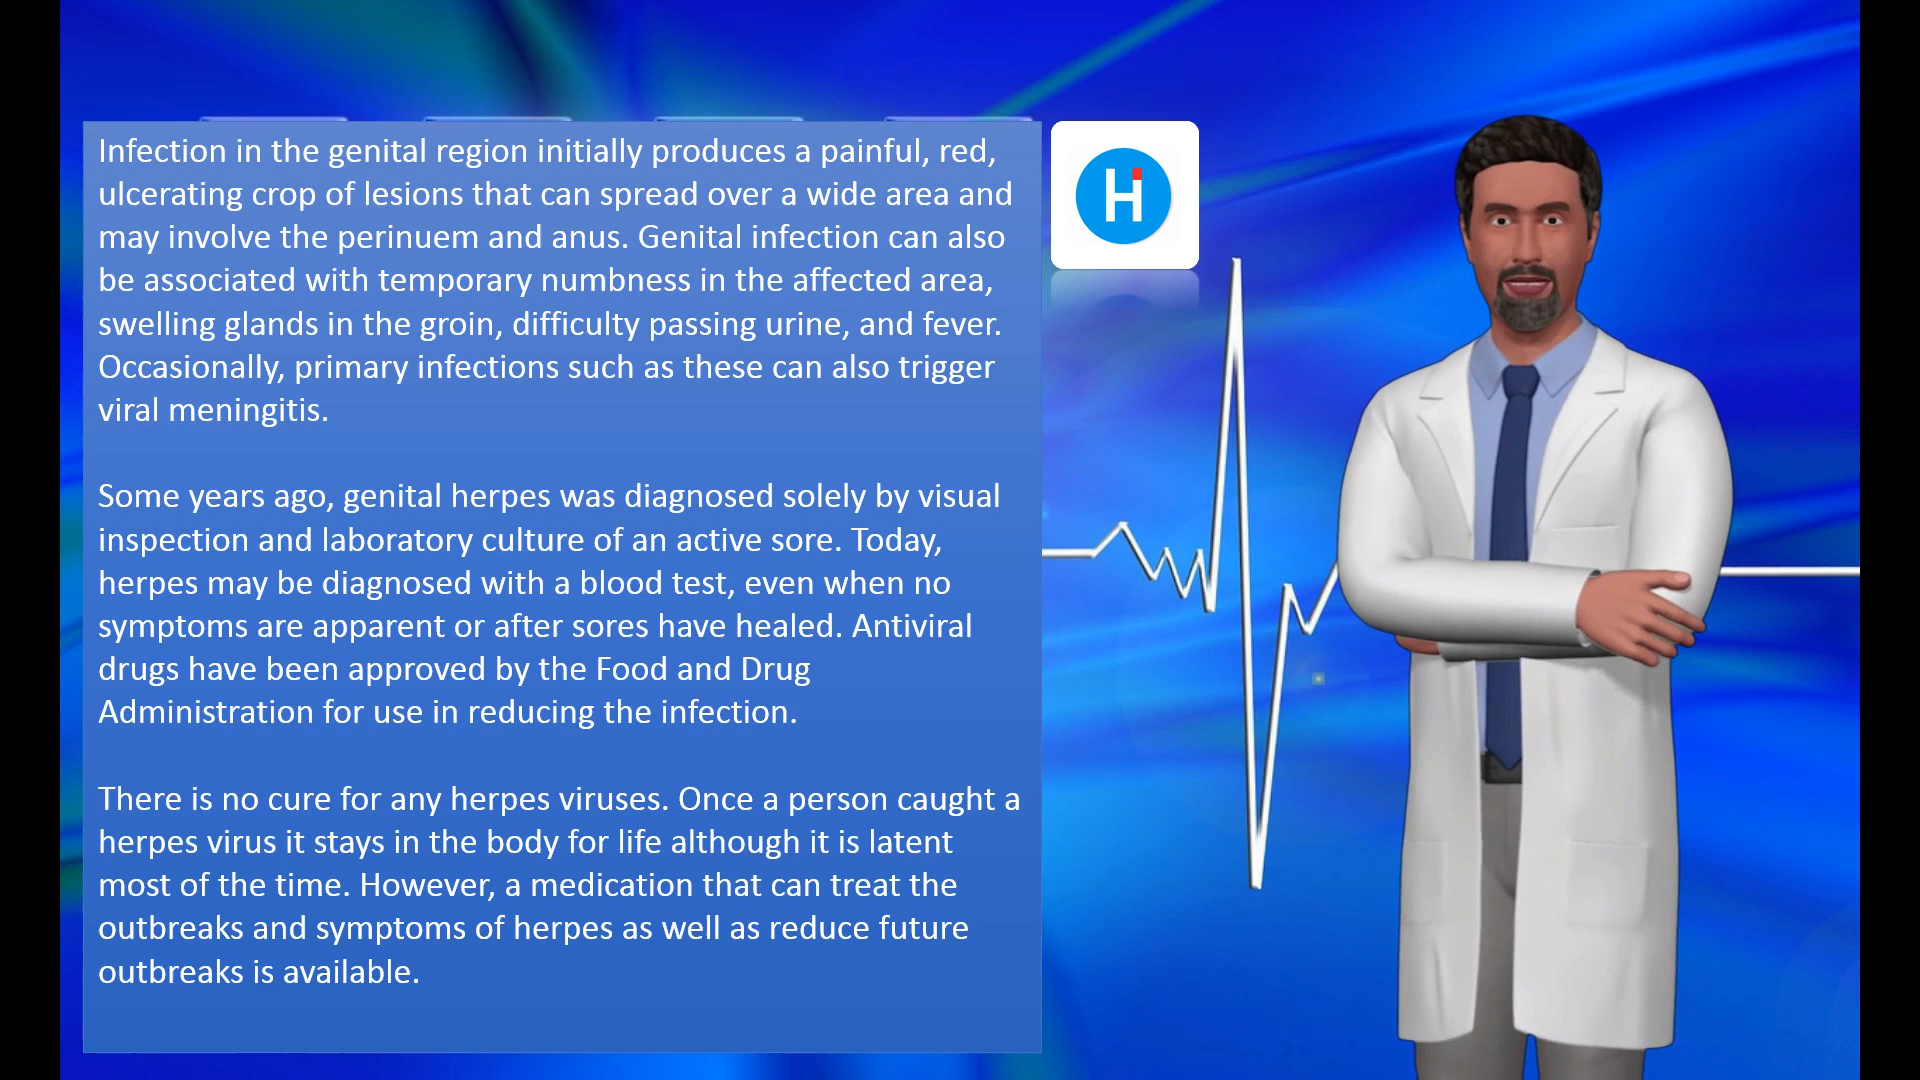 Infection in the genital region initially produces a painful, red,
ulcerating crop of lesions that can spread over a wide area and
may involve the perinuem and anus. Genital infection can also
be associated with temporary numbness in the affected area,
swelling glands in the groin, difficulty passing urine, and fever.
Occasionally, primary infections such as these can also trigger
viral meningitis.
Some years ago, genital herpes was diagnosed solely by visual
inspection and laboratory culture of an active sore. Today,
herpes may be diagnosed with a blood test, even when no
symptoms are apparent or after sores have healed. Antiviral
drugs have been approved by the Food and Drug
Administration for use in reducing the infection.
There is no cure for any herpes viruses. Once a person caught a
herpes virus it stays in the body for life although it is latent
most of the time. However, a medication that can treat the
outbreaks and symptoms of herpes as well as reduce future
outbreaks is available.
H